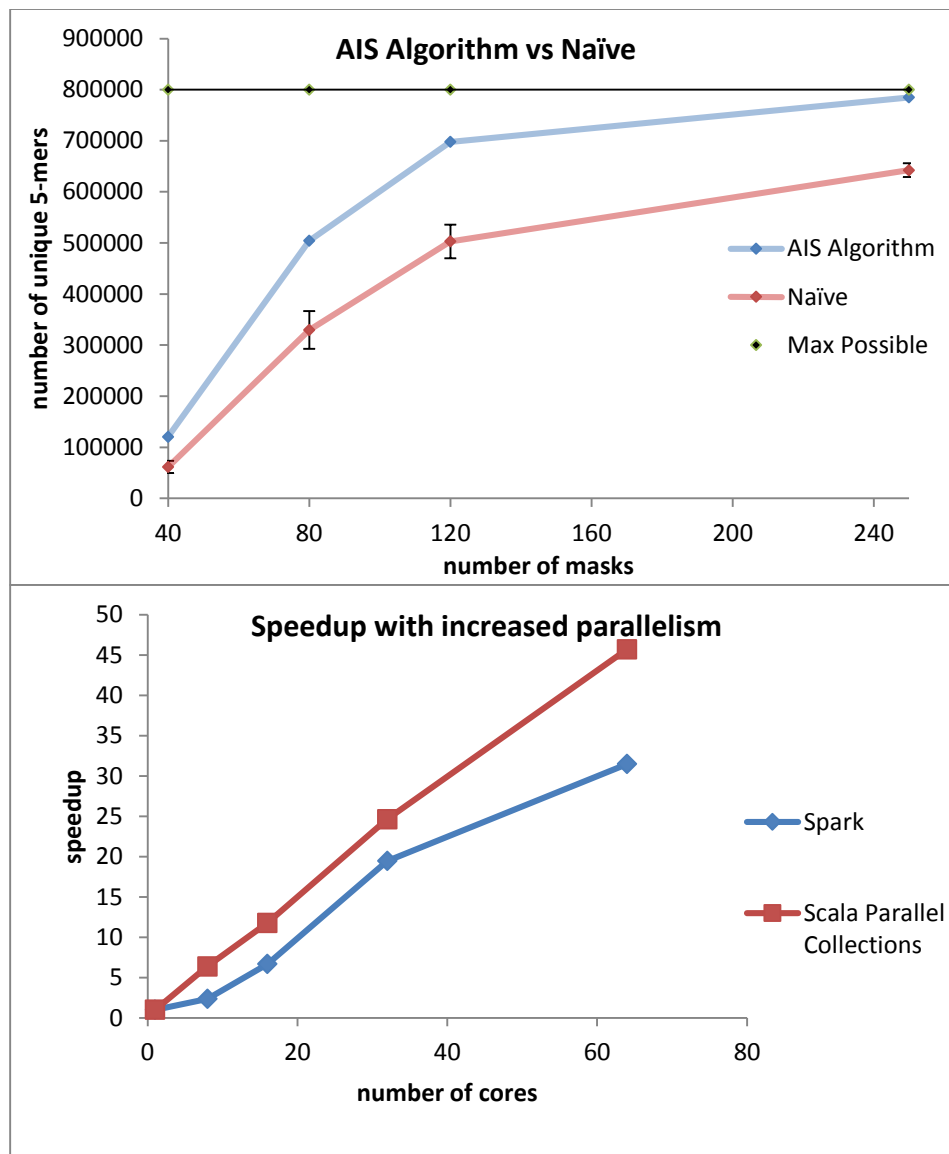 AIS Algorithm vs Naïve
900000
800000
700000
600000
500000
400000
300000
200000
100000
0
number of unique 5-mers
40 80 120 160 200 240
number of masks
AIS Algorithm
Naïve
Max Possible
Speedup with increased parallelism
50
45
40
35
30
25
20
15
10
5
0
speedup
0 20 40 60 80
number of cores
Spark
Scala Parallel
Collections